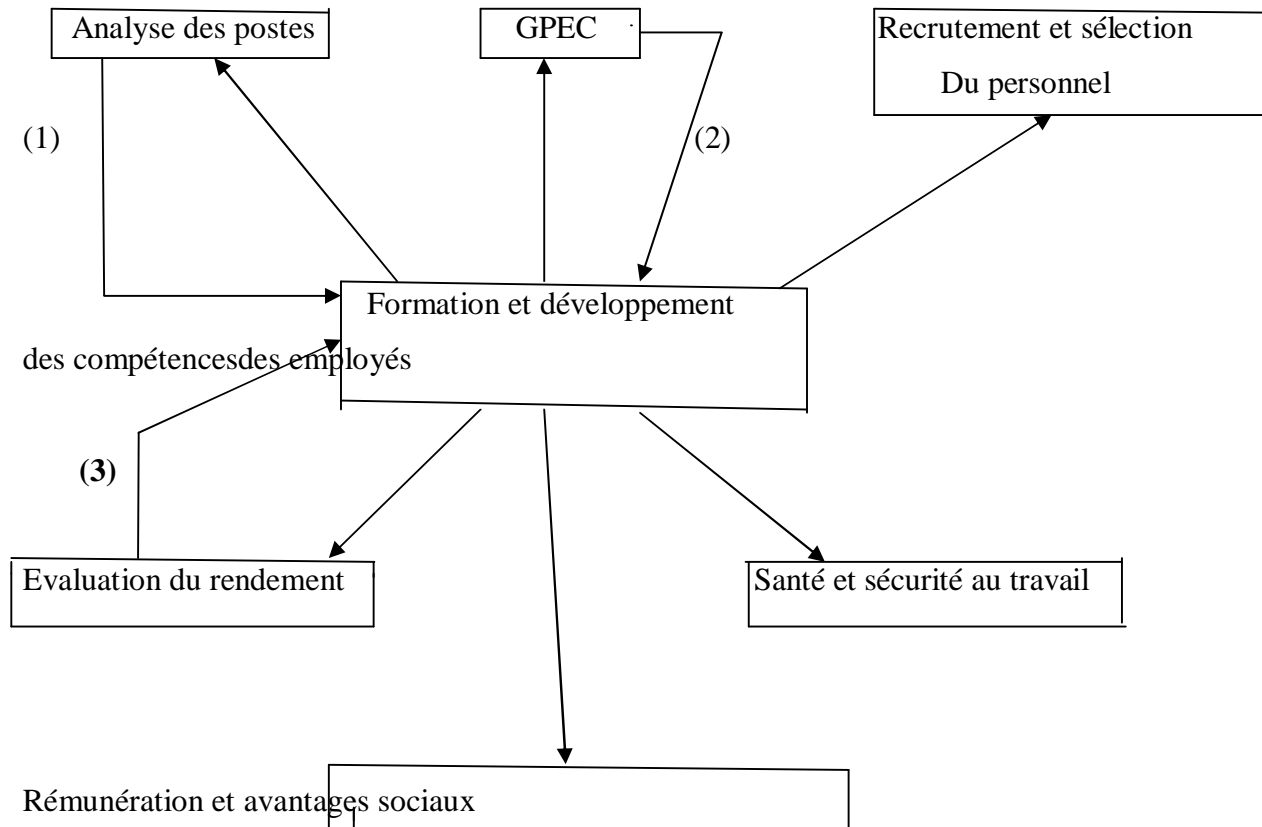 Analyse des postes
GPEC
Recrutement et sélection
Du personnel
(1)
(2)
Formation et développement
des compétencesdes employés
(3)
Evaluation du rendement
Santé et sécurité au travail
Rémunération et avantages sociaux